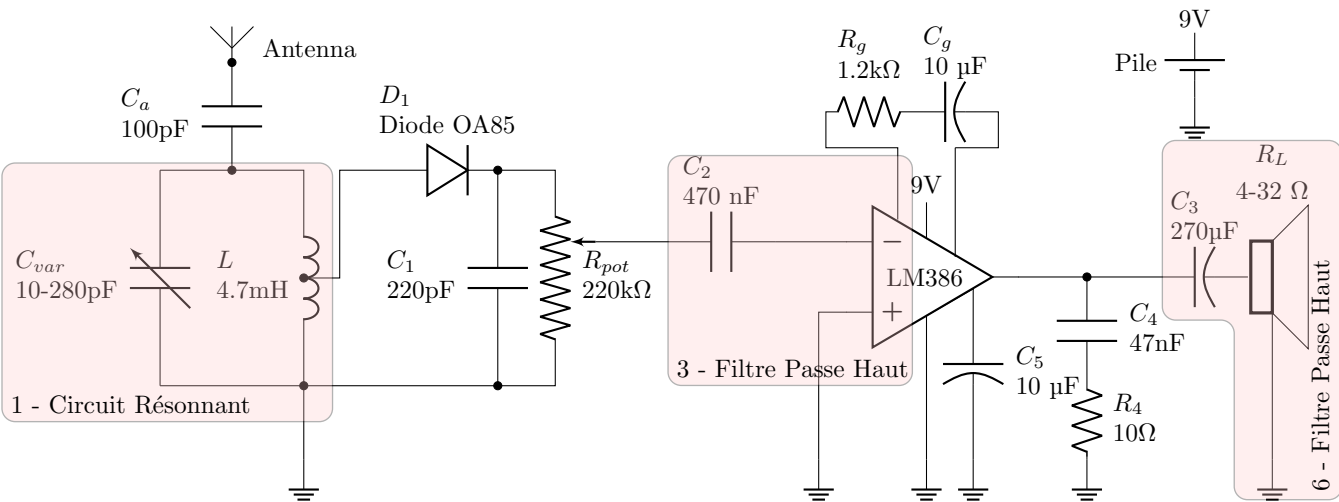 Antenna
C_a
100pF
C_var
10-280pF
L
4.7mH
1 - Circuit Résonnant
D_1
Diode OA85
C_1
220pF
R_pot
220kΩ
C_2
470 nF
3 - Filtre Passe Haut
R_g
1.2kΩ
C_g
10 µF
9V
−
LM386
+
C_5
10 µF
C_4
47nF
R_4
10Ω
9V
Pile
R_L
4-32 Ω
C_3
270µF
6 - Filtre Passe Haut